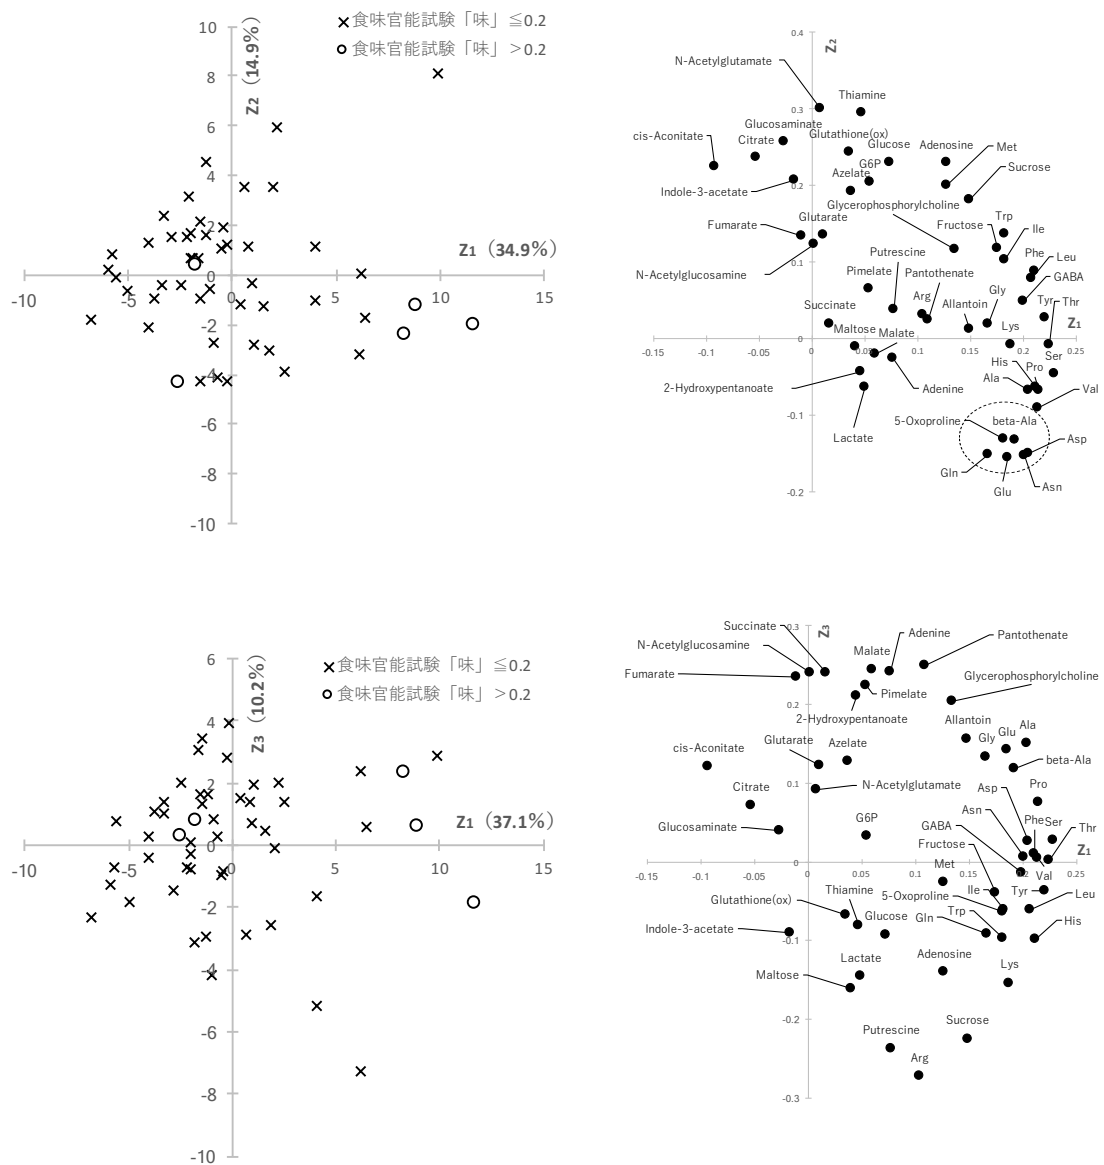 ×食味官能試験「味」≦0.2
○食味官能試験「味」＞0.2
Z2（14.9%）
Z1（34.9%）
10
8
6
4
2
0
-2
-4
-6
-8
-10
-10
-5
0
5
10
15
Z2
0.4
N-Acetylglutamate
Thiamine
0.3
Glucosaminate
Glutathione(ox)
cis-Aconitate
Citrate
Glucose
Adenosine
Met
G6P
Sucrose
Azelate
Indole-3-acetate
0.2
Glycerophosphorylcholine
Fumarate
Glutarate
Fructose
Trp
Ile
Putrescine
Phe
Leu
N-Acetylglucosamine
0.1
Pimelate
Pantothenate
GABA
Succinate
Arg
Allantoin
Gly
Tyr
Thr
Maltose
Malate
Lys
Z1
-0.15
-0.1
-0.05
0
0.05
0.1
0.15
0.2
0.25
Ser
His
Pro
2-Hydroxypentanoate
Adenine
Ala
Val
-0.1
Lactate
5-Oxoproline
beta-Ala
Asp
Gln
Glu
Asn
-0.2
×食味官能試験「味」≦0.2
○食味官能試験「味」＞0.2
Z3（10.2%）
Z1（37.1%）
6
4
2
0
-2
-4
-6
-8
-10
-10
-5
0
5
10
15
Z3
0.3
Succinate
N-Acetylglucosamine
Fumarate
Malate
Adenine
Pantothenate
Pimelate
Glycerophosphorylcholine
0.2
2-Hydroxypentanoate
Allantoin
Gly
Glu
Ala
cis-Aconitate
Glutarate
Azelate
beta-Ala
0.1
Citrate
N-Acetylglutamate
Asp
Pro
Glucosaminate
G6P
Asn
Phe
Ser
Thr
GABA
Fructose
Z1
Met
Val
-0.15
-0.1
-0.05
0
0.05
0.1
0.15
0.2
0.25
Thiamine
Ile
Tyr
Leu
Glutathione(ox)
5-Oxoproline
Indole-3-acetate
Glucose
Gln
Trp
His
-0.1
Lactate
Adenosine
Lys
Maltose
-0.2
Putrescine
Sucrose
Arg
-0.3